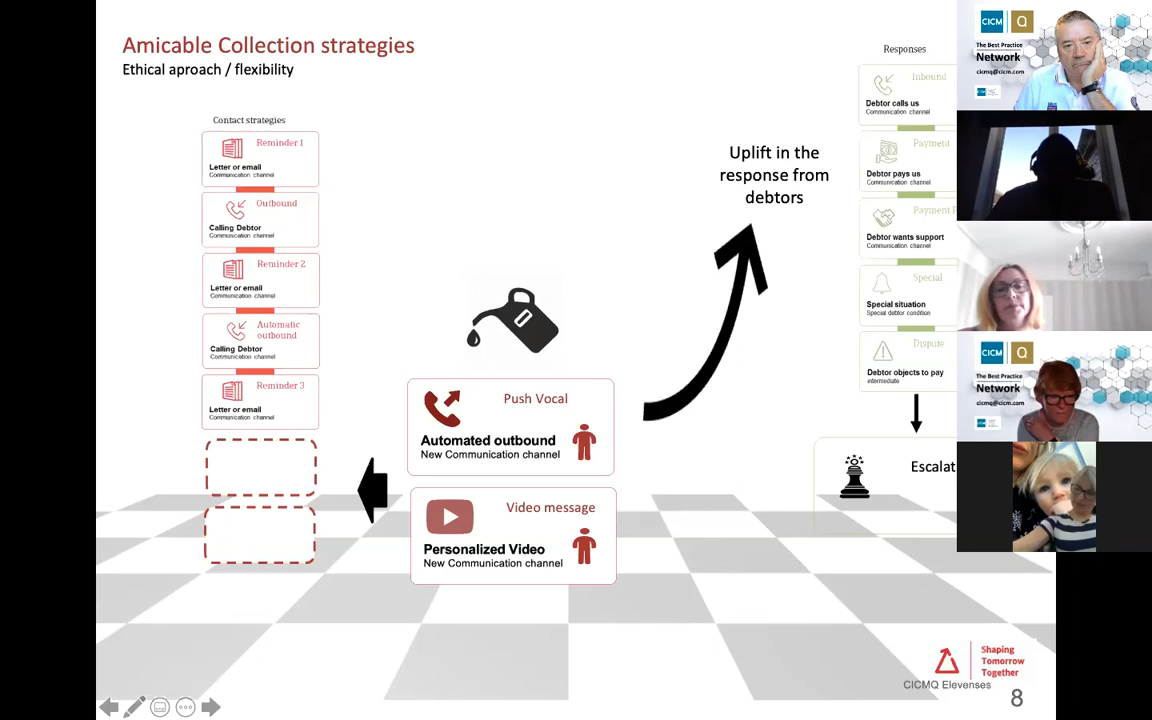 Amicable Collection strategies
Ethical aproach / flexibility
Contact strategies
Reminder 1
Letter or email
Communication channel
Outbound
Calling Debtor
Communication channel
Reminder 2
Letter or email
Communication channel
Automatic
outbound
Calling Debtor
Communication channel
Reminder 3
Letter or email
Communication channel
Push Vocal
Automated outbound
New Communication channel
Video message
Personalized Video
New Communication channel
Uplift in the
response from
debtors
Responses
Inbound
Debtor calls us
Communication channel
Payment
Debtor pays us
Communication channel
Payment P
Debtor wants support
Communication channel
Special
Special situation
Special debtor condition
Dispute
Debtor objects to pay
intermediate
Escalat
CICM Q
The Best Practice
Network
cicmq@cicm.com
CICM Q
The Best Practice
Network
cicmq@cicm.com
Shaping
Tomorrow
Together
CICMQ Elevenses
8